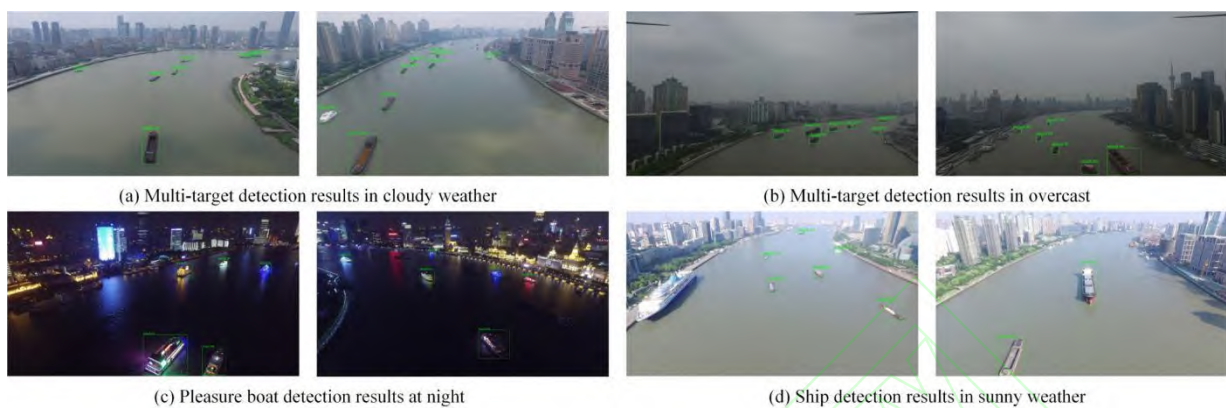 (a) Multi-target detection results in cloudy weather
(b) Multi-target detection results in overcast
(c) Pleasure boat detection results at night
(d) Ship detection results in sunny weather